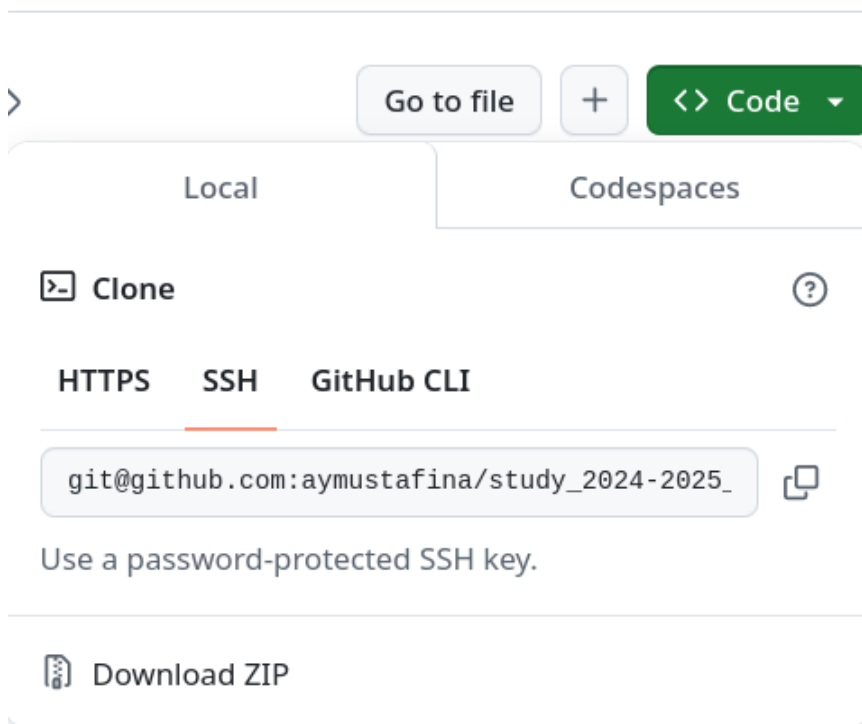 Go to file + <> Code
Local Codespaces
Clone
HTTPS SSH GitHub CLI
git@github.com:aymustafina/study_2024-2025_
Use a password-protected SSH key.
Download ZIP